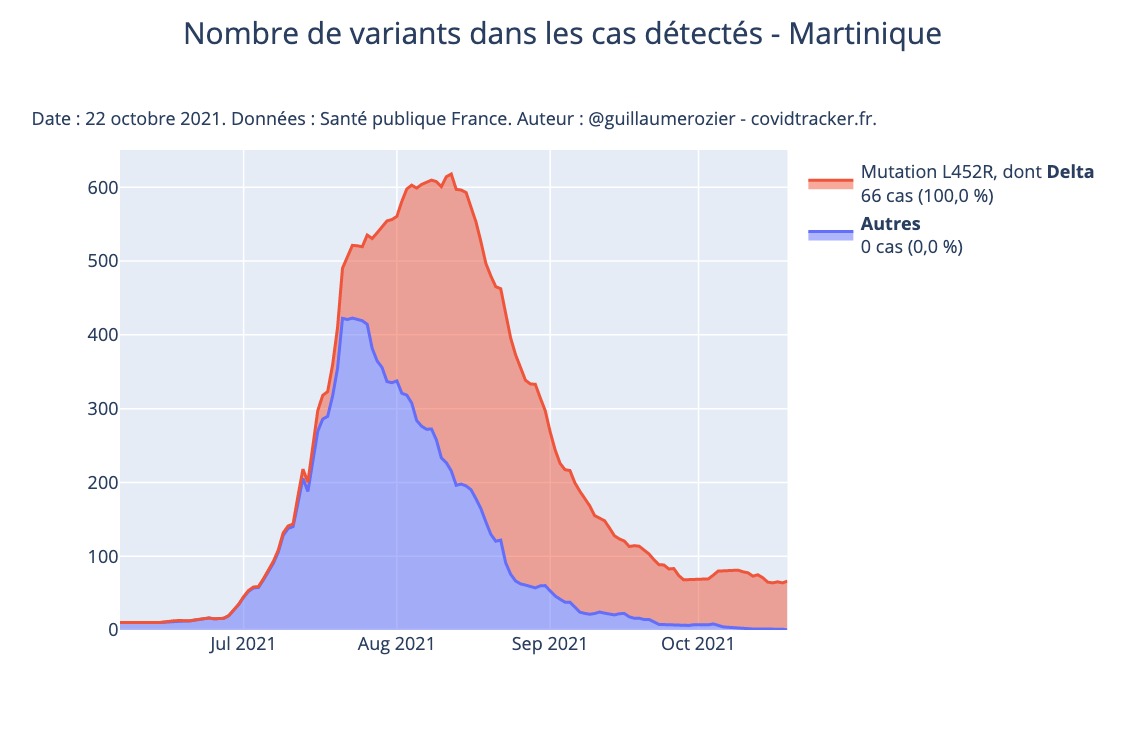 Nombre de variants dans les cas détectés - Martinique
Date : 22 octobre 2021. Données : Santé publique France. Auteur : @guillaumerozier - covidtracker.fr.
Mutation L452R, dont Delta
66 cas (100,0 %)
Autres
0 cas (0,0 %)
600
500
400
300
200
100
0
Jul 2021 Aug 2021 Sep 2021 Oct 2021